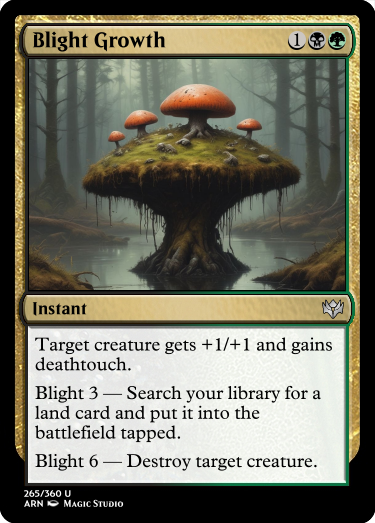 Blight Growth 1
Instant
Target creature gets +1/+1 and gains
deathtouch.
Blight 3 — Search your library for a
land card and put it into the
battlefield tapped.
Blight 6 — Destroy target creature.
265/360 U
ARN Magic Studio